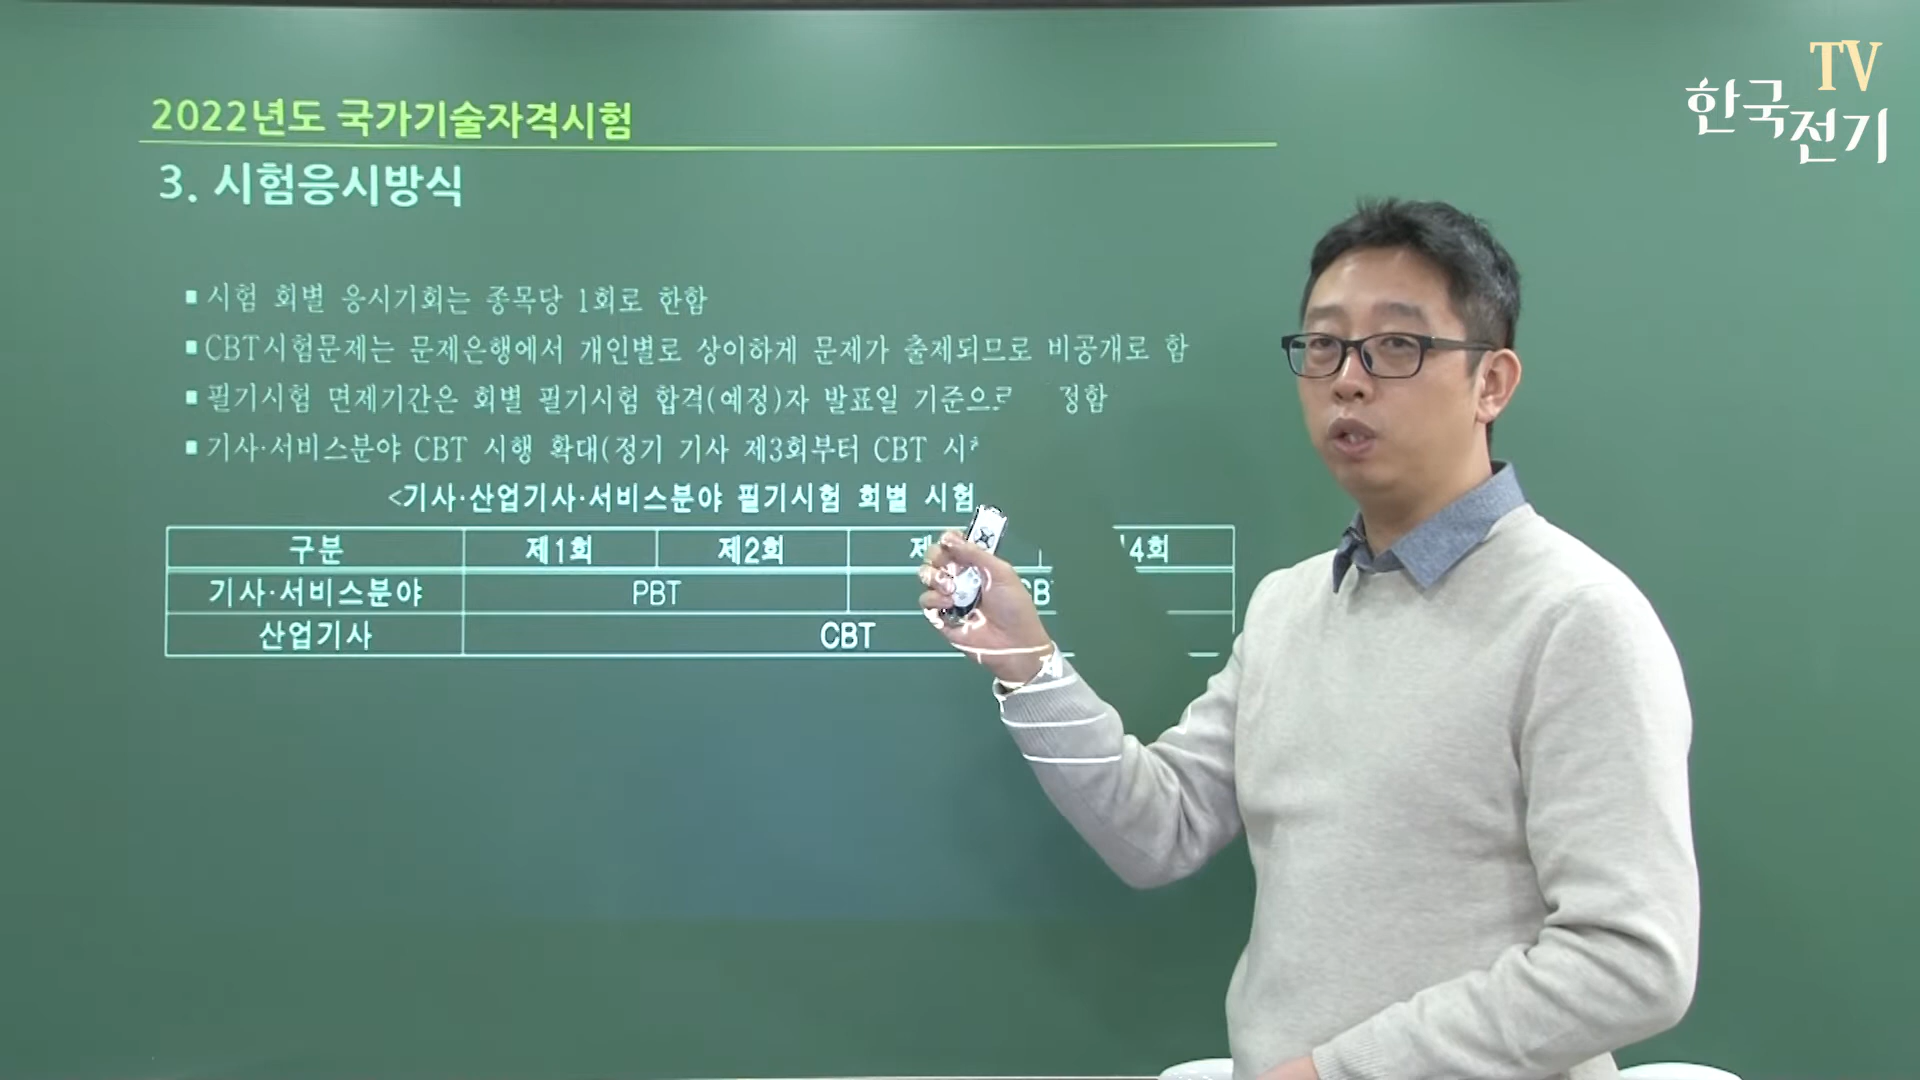 TV
한국전기
2022년도 국가기술자격시험
3. 시험응시방식
▪ 시험 회별 응시기회는 종목당 1회로 한함
▪ CBT시험문제는 문제은행에서 개인별로 상이하게 문제가 출제되므로 비공개로 함
▪ 필기시험 면제기간은 회별 필기시험 합격(예정)자 발표일 기준으로 정함
▪ 기사·서비스분야 CBT 시행 확대(정기 기사 제3회부터 CBT
<기사·산업기사·서비스분야 필기시험 회별 시험
구분 제1회 제2회 4회
기사·서비스분야 PBT
산업기사 CBT